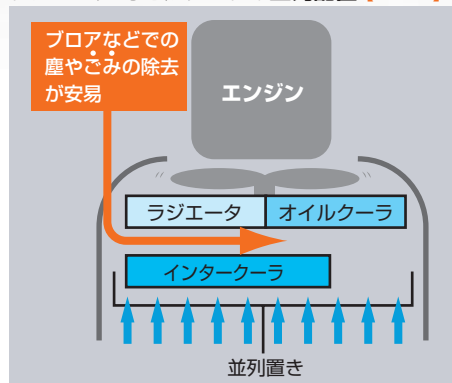 ブロアなどでの
塵やごみの除去
が安易
エンジン
ラジエータ
オイルクーラ
インタークーラ
並列置き